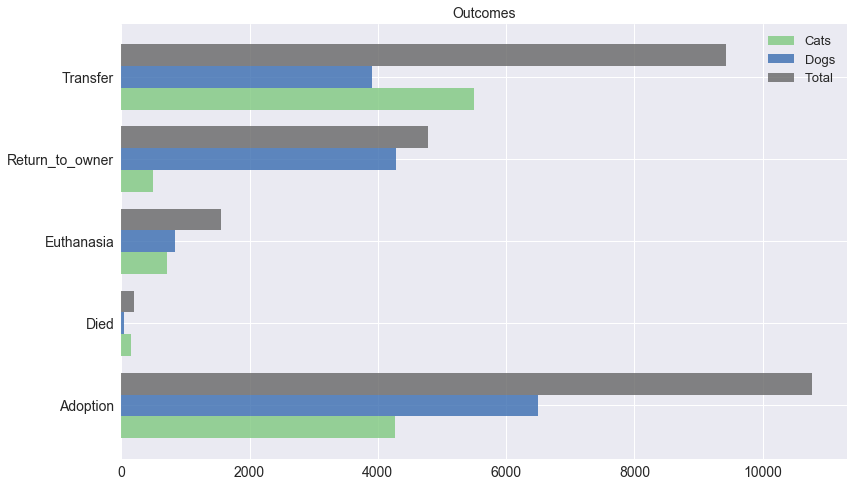 Outcomes
Cats
Dogs
Total
Transfer
Return_to_owner
Euthanasia
Died
Adoption
0 2000 4000 6000 8000 10000